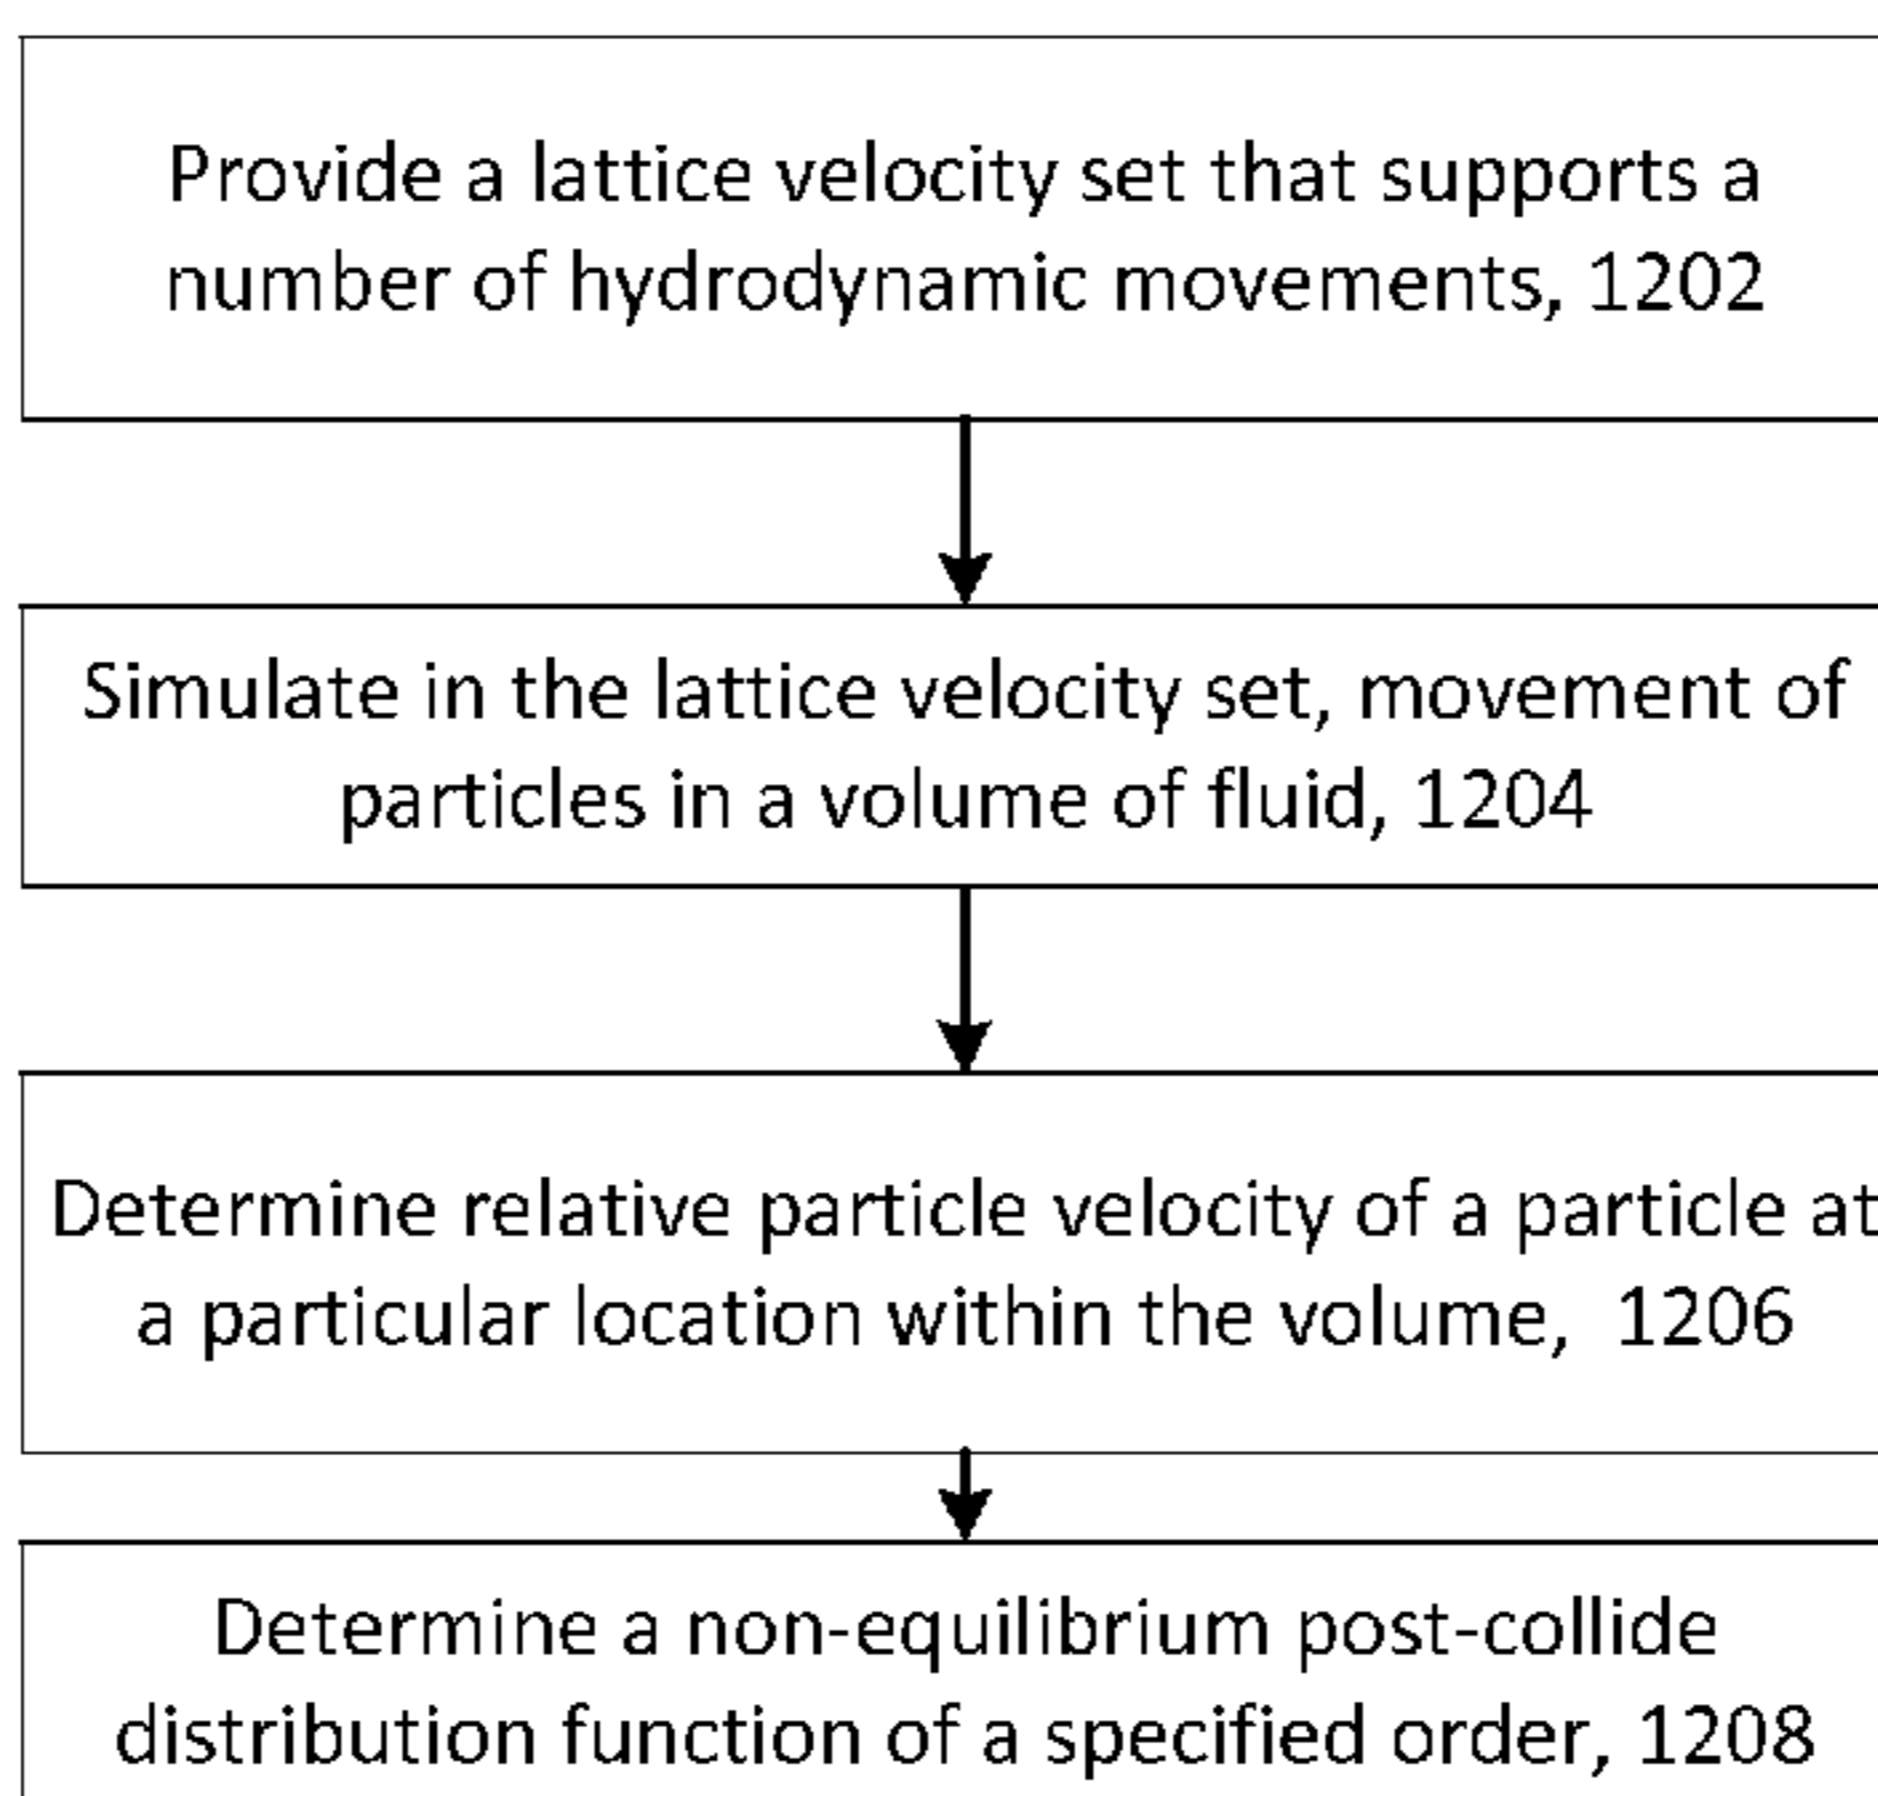 Provide a lattice velocity set that supports a
number of hydrodynamic movements, 1202
Simulate in the lattice velocity set, movement of
particles in a volume of fluid, 1204
Determine relative particle velocity of a particle at
a particular location within the volume, 1206
Determine a non-equilibrium post-collide
distribution function of a specified order, 1208